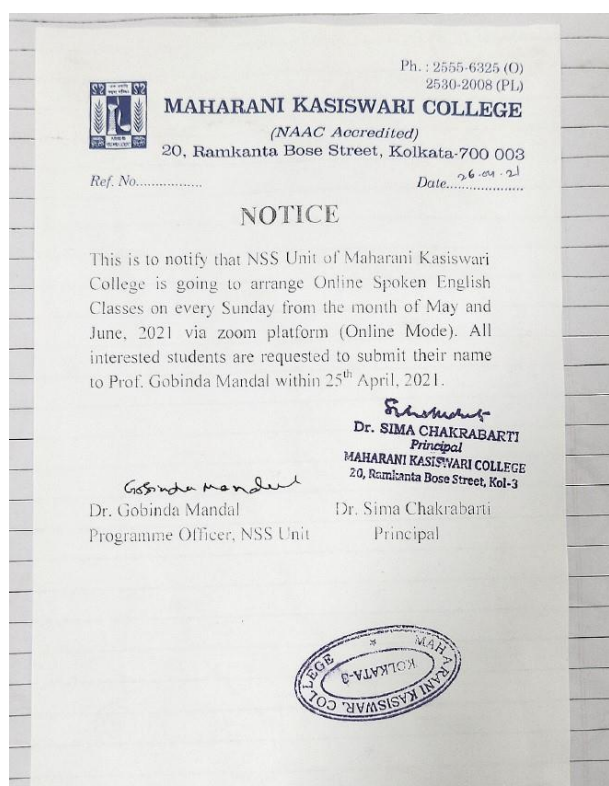 Ph. : 2555-6325 (O)
2530-2008 (PL)
MAHARANI KASISWARI COLLEGE
(NAAC Accredited)
20, Ramkanta Bose Street, Kolkata-700 003
Ref. No.................
Date.................... 26.04.21
NOTICE
This is to notify that NSS Unit of Maharani Kasiswari
College is going to arrange Online Spoken English
Classes on every Sunday from the month of May and
June, 2021 via zoom platform (Online Mode). All
interested students are requested to submit their name
to Prof. Gobinda Mandal within 25th April, 2021.
Dr. SIMA CHAKRABARTI
Principal
MAHARANI KASISWARI COLLEGE
20, Ramkanta Bose Street, Kol-3
Gobinda Mandal
Dr. Gobinda Mandal
Programme Officer, NSS Unit
Dr. Sima Chakrabarti
Principal
MAHARANI KASISWARI COLLEGE
KOLKATA-3